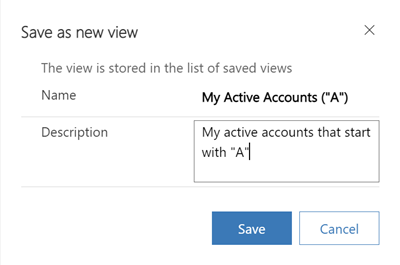 Save as new view
The view is stored in the list of saved views
Name
My Active Accounts ("A")
Description
My active accounts that start
with "A"
Save
Cancel